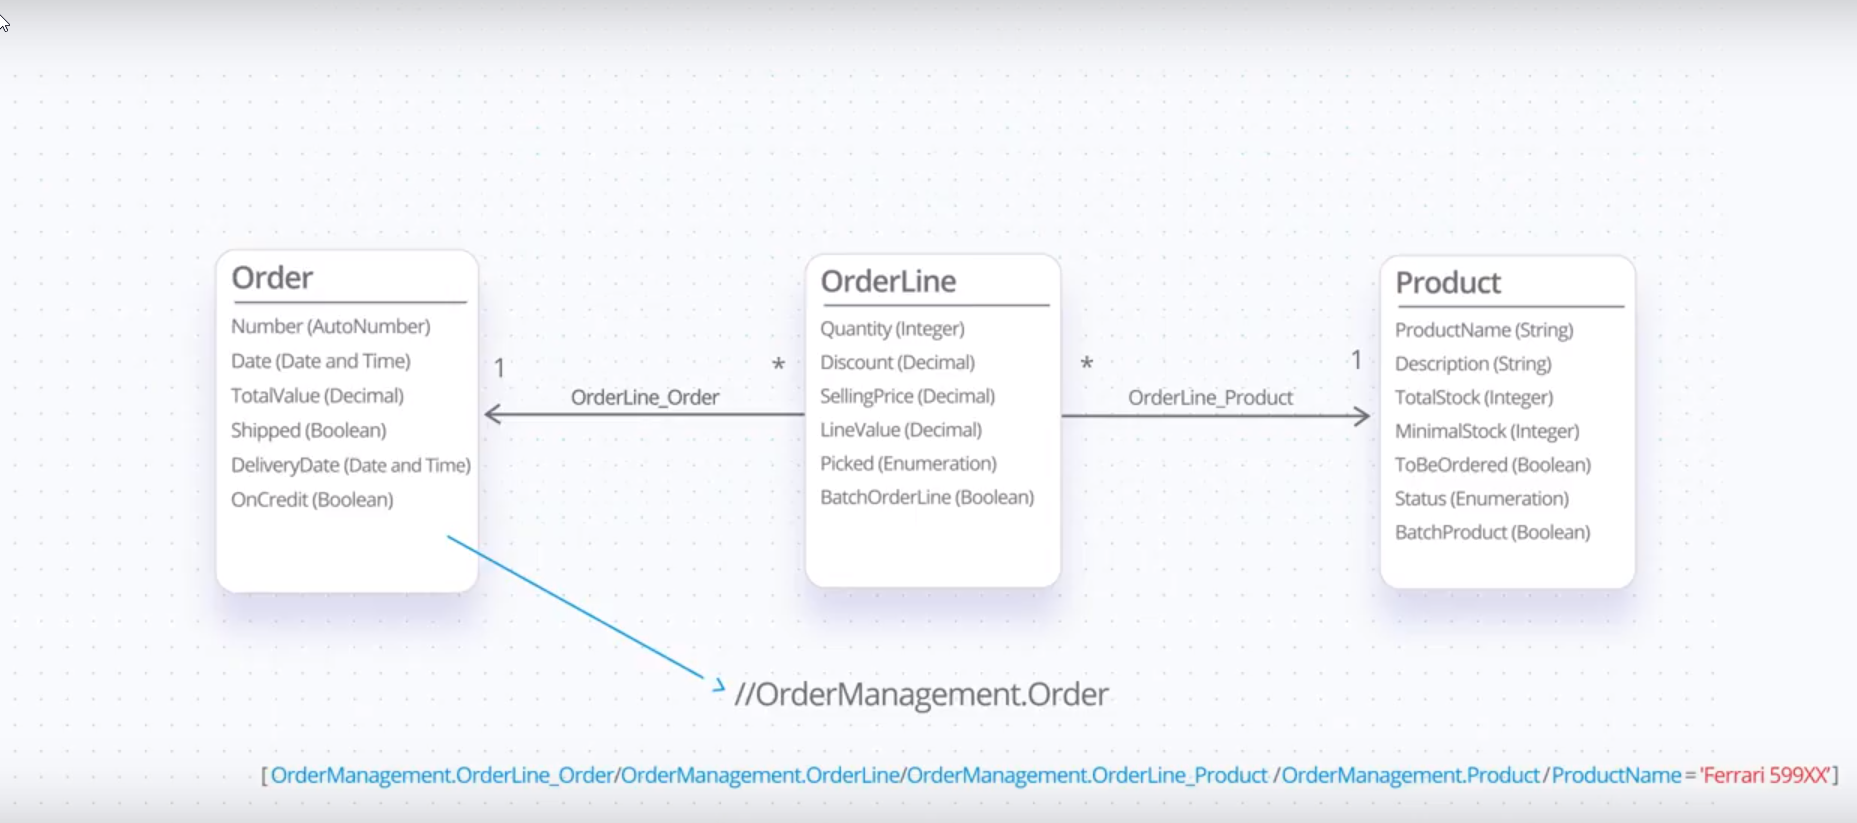 Order
Number (AutoNumber)
Date (Date and Time)
TotalValue (Decimal)
Shipped (Boolean)
DeliveryDate (Date and Time)
OnCredit (Boolean)
1
*
OrderLine_Order
OrderLine
Quantity (Integer)
Discount (Decimal)
SellingPrice (Decimal)
LineValue (Decimal)
Picked (Enumeration)
BatchOrderLine (Boolean)
*
1
OrderLine_Product
Product
ProductName (String)
Description (String)
TotalStock (Integer)
MinimalStock (Integer)
ToBeOrdered (Boolean)
Status (Enumeration)
BatchProduct (Boolean)
//OrderManagement.Order
[OrderManagement.OrderLine_Order/OrderManagement.OrderLine/OrderManagement.OrderLine_Product /OrderManagement.Product/ProductName='Ferrari 599XX']